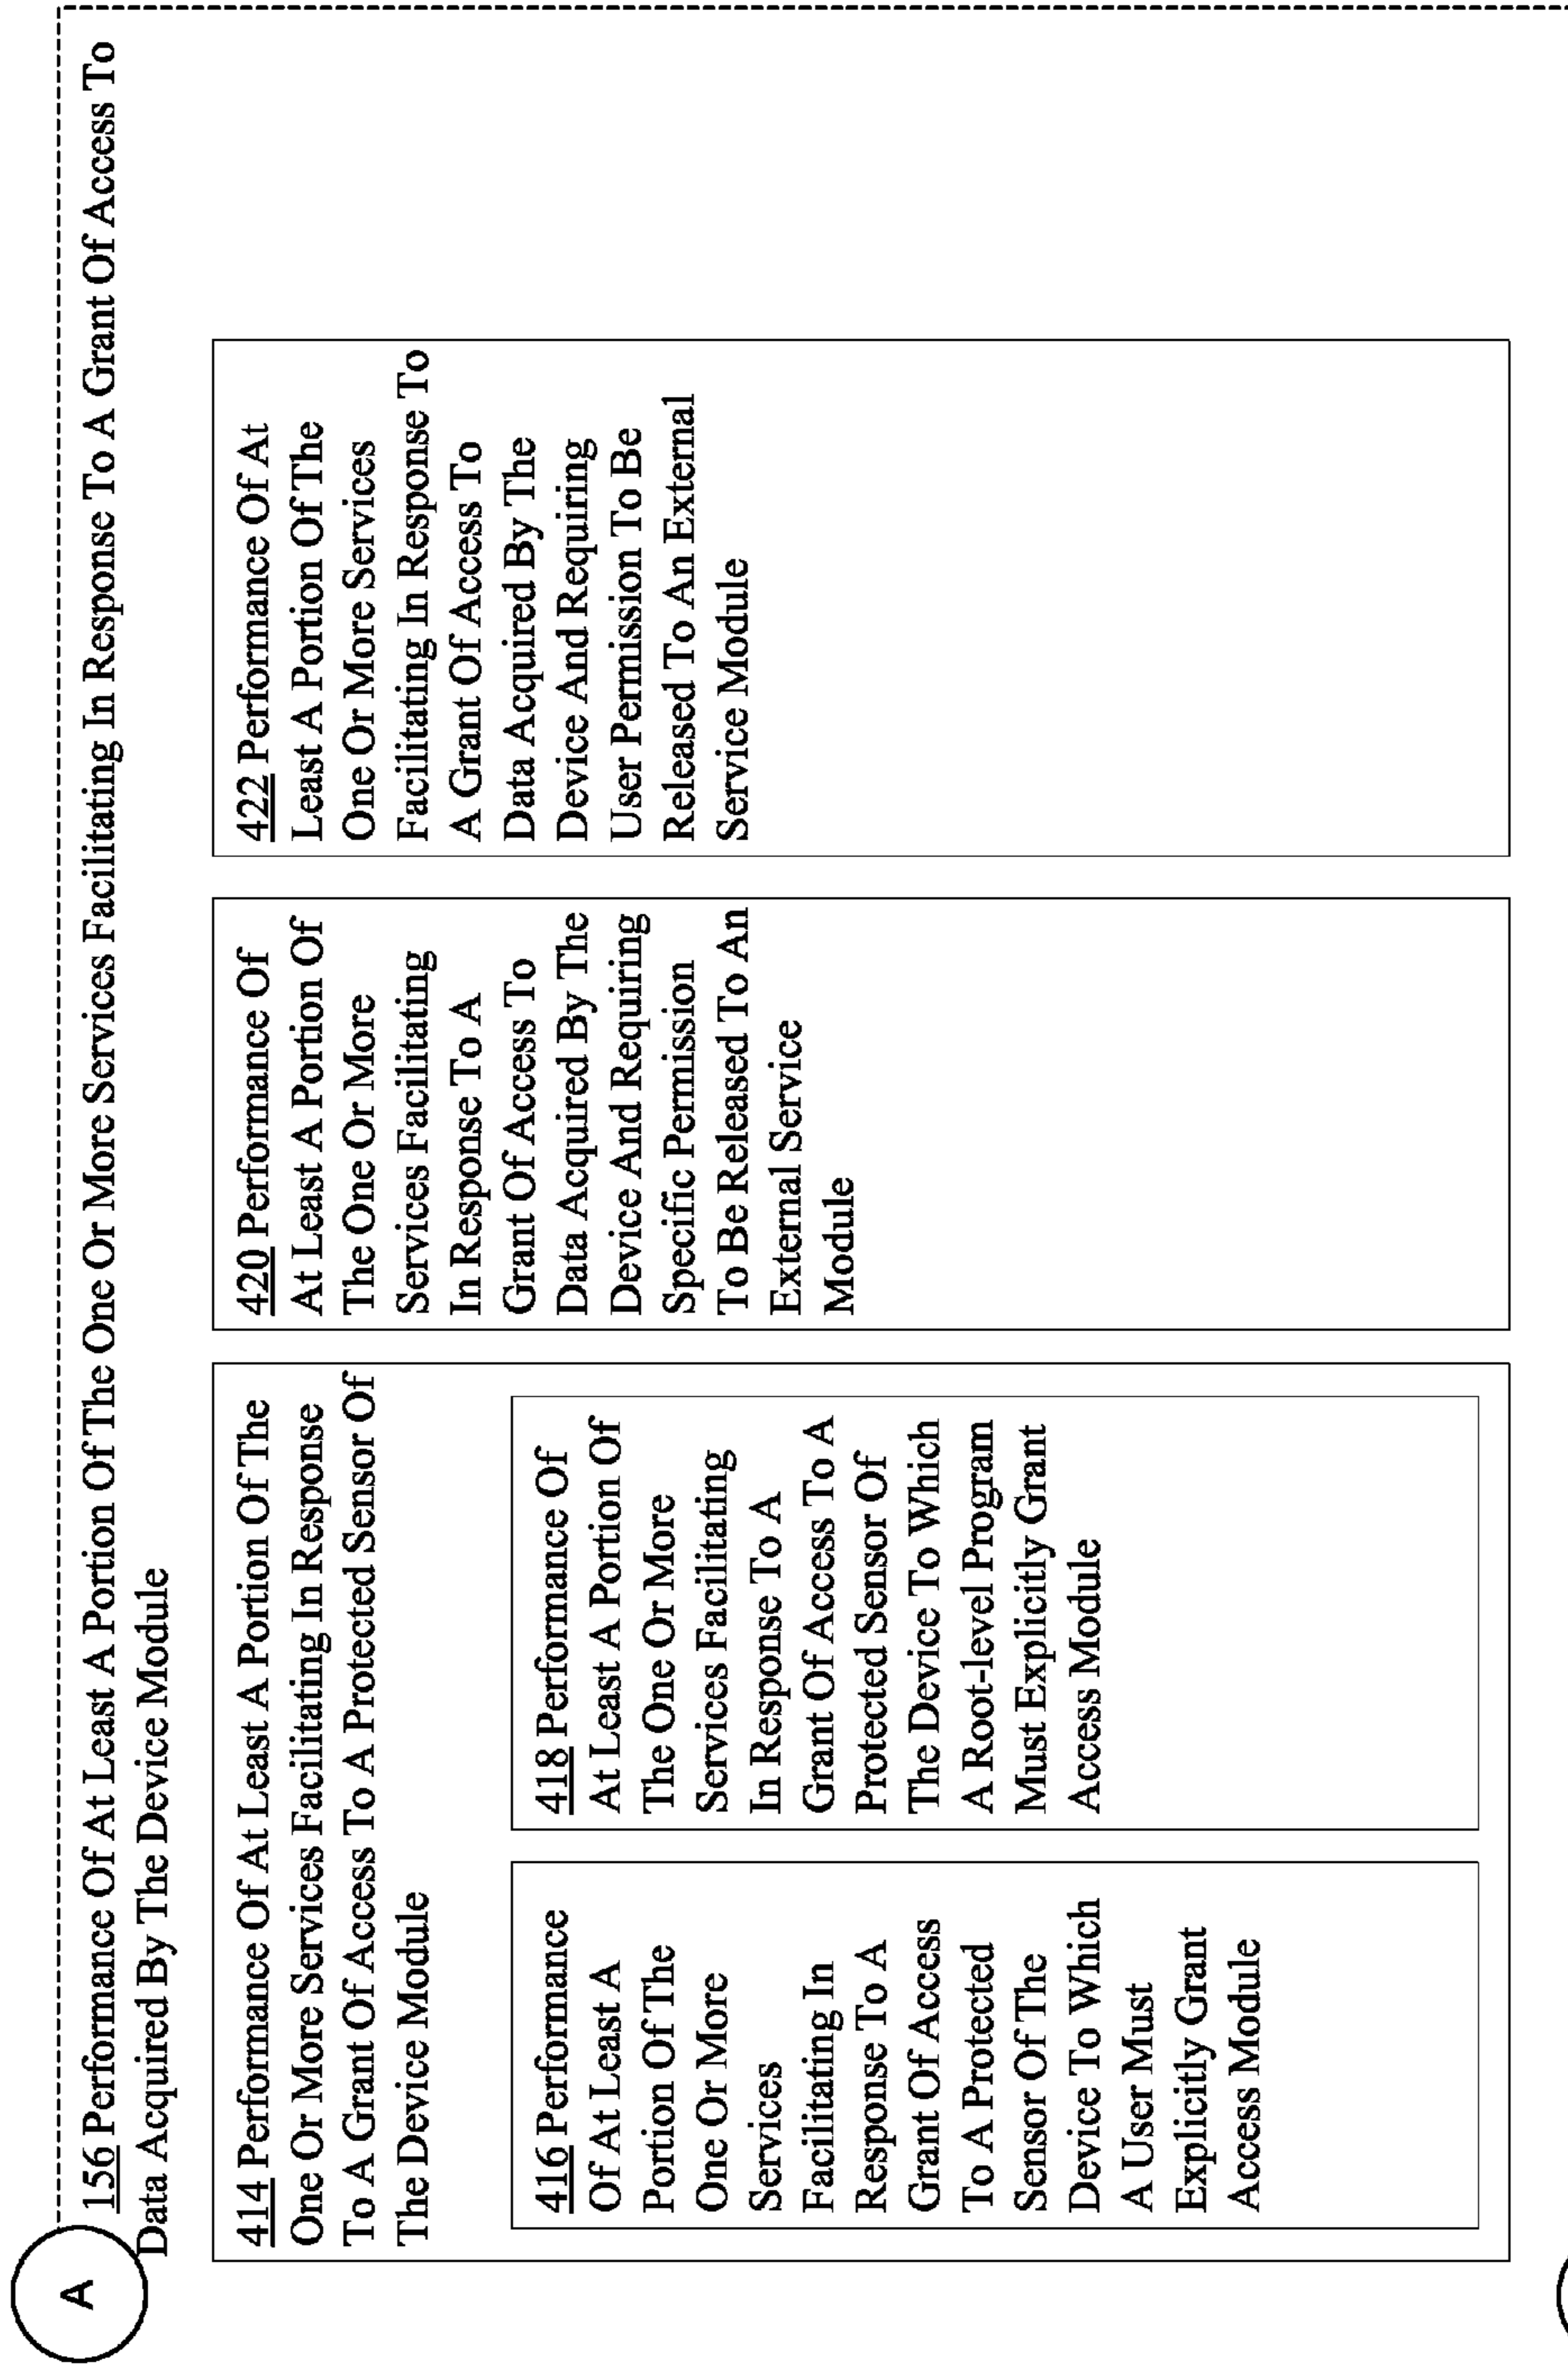 A
156 Performance Of At Least A Portion Of The One Or More Services Facilitating In Response To A Grant Of Access To
Data Acquired By The Device Module
414 Performance Of At Least A Portion Of The
One Or More Services Facilitating In Response
To A Grant Of Access To A Protected Sensor Of
The Device Module
416 Performance
Of At Least A
Portion Of The
One Or More
Services
Facilitating In
Response To A
Grant Of Access
To A Protected
Sensor Of The
Device To Which
A User Must
Explicitly Grant
Access Module
418 Performance Of
At Least A Portion Of
The One Or More
Services Facilitating
In Response To A
Grant Of Access To A
Protected Sensor Of
The Device To Which
A Root-level Program
Must Explicitly Grant
Access Module
420 Performance Of
At Least A Portion Of
The One Or More
Services Facilitating
In Response To A
Grant Of Access To
Data Acquired By The
Device And Requiring
Specific Permission
To Be Released To An
External Service
Module
422 Performance Of At
Least A Portion Of The
One Or More Services
Facilitating In Response To
A Grant Of Access To
Data Acquired By The
Device And Requiring
User Permission To Be
Released To An External
Service Module